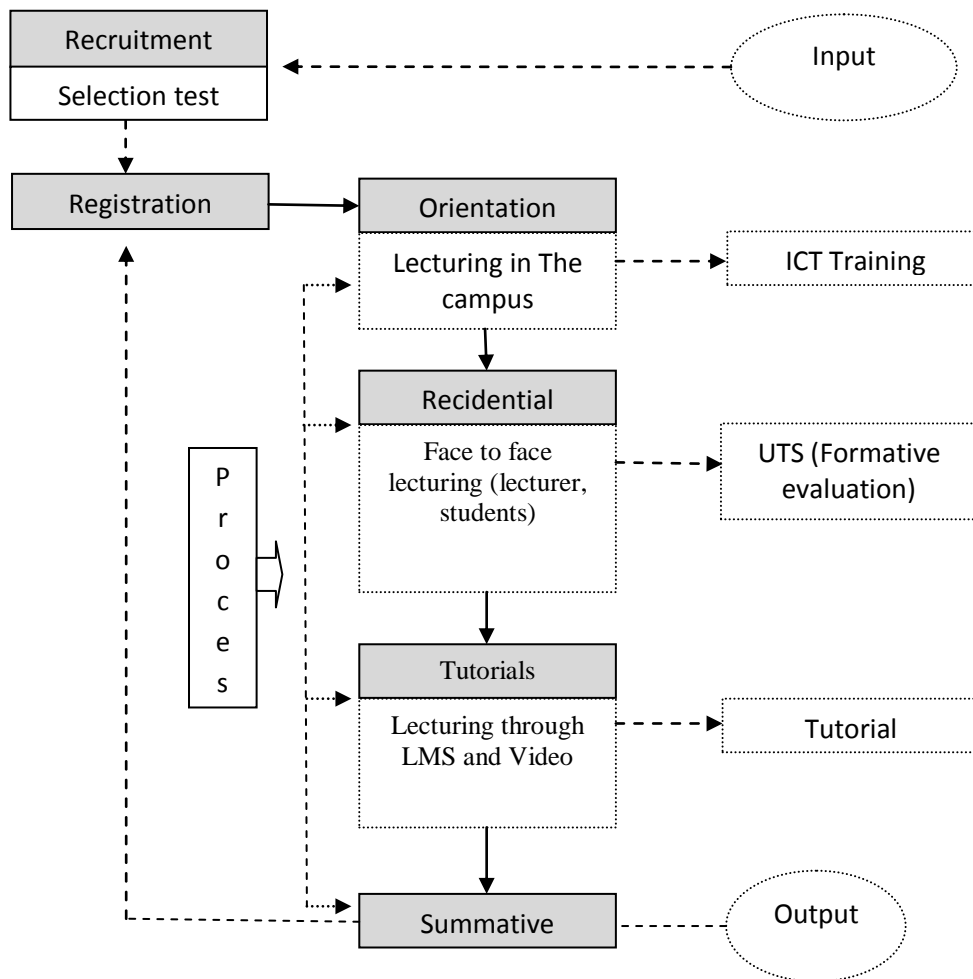 Recruitment
Selection test
Input
Registration
Orientation
Lecturing in The
campus
ICT Training
Recidential
Face to face
lecturing (lecturer,
students)
UTS (Formative
evaluation)
P
r
o
c
e
s
Tutorials
Lecturing through
LMS and Video
Tutorial
Summative
Output